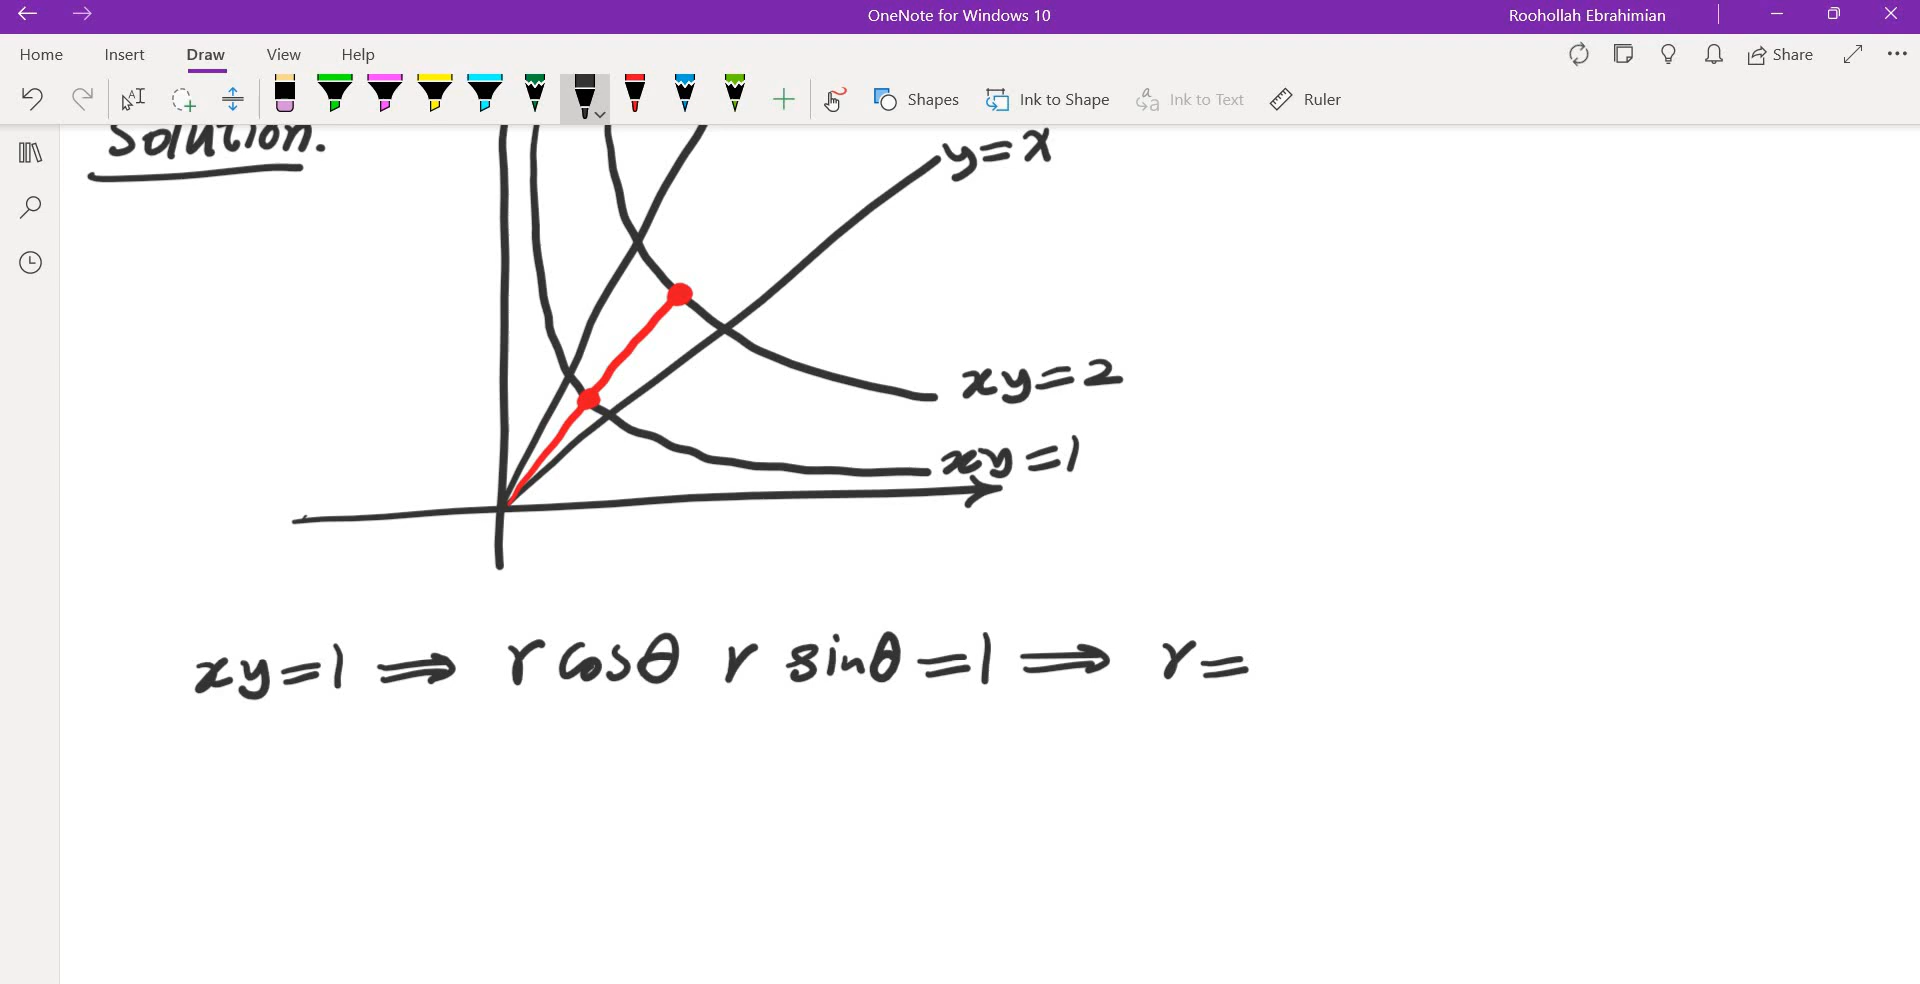 OneNote for Windows 10
Roohollah Ebrahimian
Home Insert Draw View Help
Share
Shapes Ink to Shape Ink to Text Ruler
Solution.
y=x
xy=2
xy=1
xy=1 ⟹ r cosθ r sinθ=1 ⟹ r=